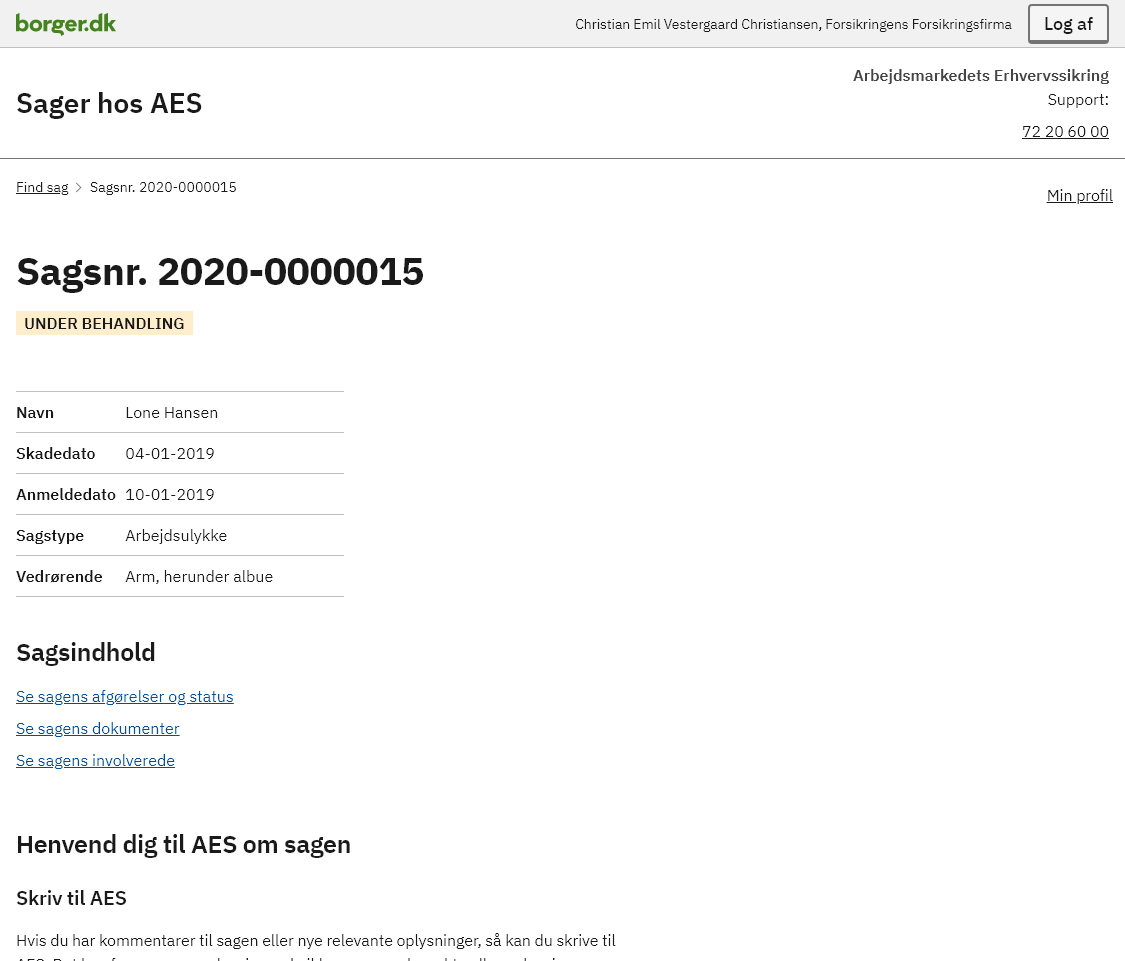 borger.dk
Christian Emil Vestergaard Christiansen, Forsikringens Forsikringsfirma
Log af
Sager hos AES
Arbejdsmarkedets Erhvervssikring
Support:
72 20 60 00
Find sag > Sagsnr. 2020-0000015
Min profil
Sagsnr. 2020-0000015
UNDER BEHANDLING
Navn Lone Hansen
Skadedato 04-01-2019
Anmeldedato 10-01-2019
Sagstype Arbejdsulykke
Vedrørende Arm, herunder albue
Sagsindhold
Se sagens afgørelser og status
Se sagens dokumenter
Se sagens involverede
Henvend dig til AES om sagen
Skriv til AES
Hvis du har kommentarer til sagen eller nye relevante oplysninger, så kan du skrive til